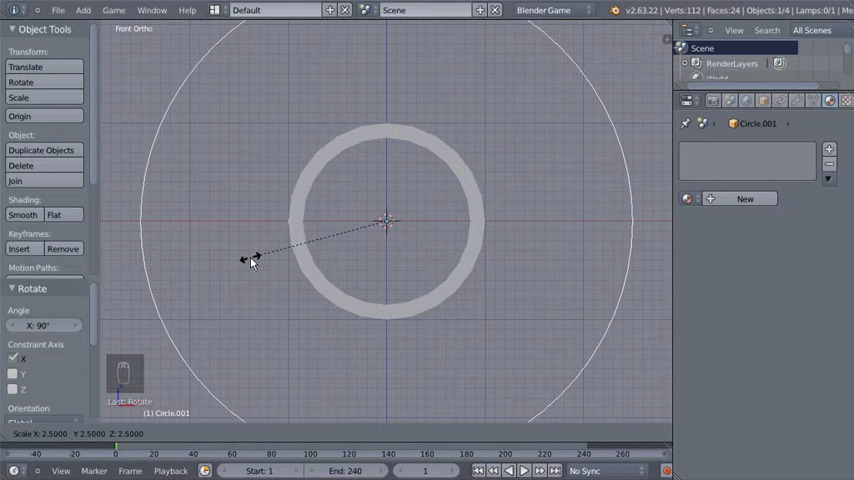 File Add Game Window Help Default Scene Blender Game v2.63.22 | Verts:112 | Faces:24 | Objects:1/4 | Lamps:0/1 | Mem
Object Tools
Front Ortho
View Search All Scenes
Transform:
Translate
Rotate
Scale
Origin
Object:
Duplicate Objects
Delete
Join
Shading:
Smooth Flat
Keyframes:
Insert Remove
Motion Paths:
Scene
RenderLayers
World
Circle.001
New
Rotate
Angle
X: 90°
Constraint Axis
X
Y
Z
Orientation
Last: Rotate
(1) Circle.001
Scale X: 2.5000 Y: 2.5000 Z: 2.5000
-40 -20 0 20 40 60 80 100 120 140 160 180 200 220 240 260
View Marker Frame Playback Start: 1 End: 240 1 No Sync